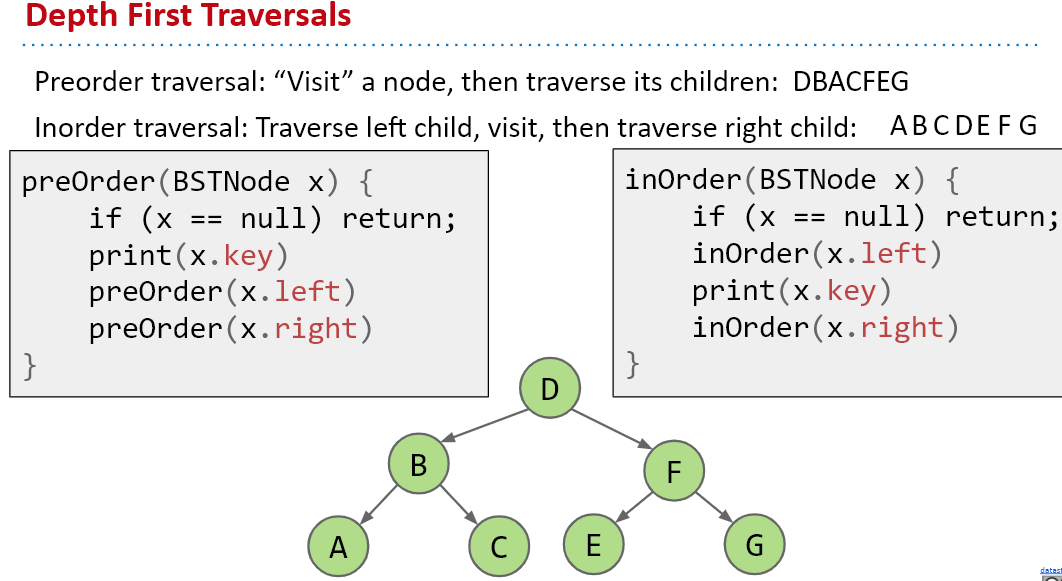 Depth First Traversals
Preorder traversal: “Visit” a node, then traverse its children: DBACFEG
Inorder traversal: Traverse left child, visit, then traverse right child: A B C D E F G
preOrder(BSTNode x) {
    if (x == null) return;
    print(x.key)
    preOrder(x.left)
    preOrder(x.right)
}
inOrder(BSTNode x) {
    if (x == null) return;
    inOrder(x.left)
    print(x.key)
    inOrder(x.right)
}
D
B F
A C E G